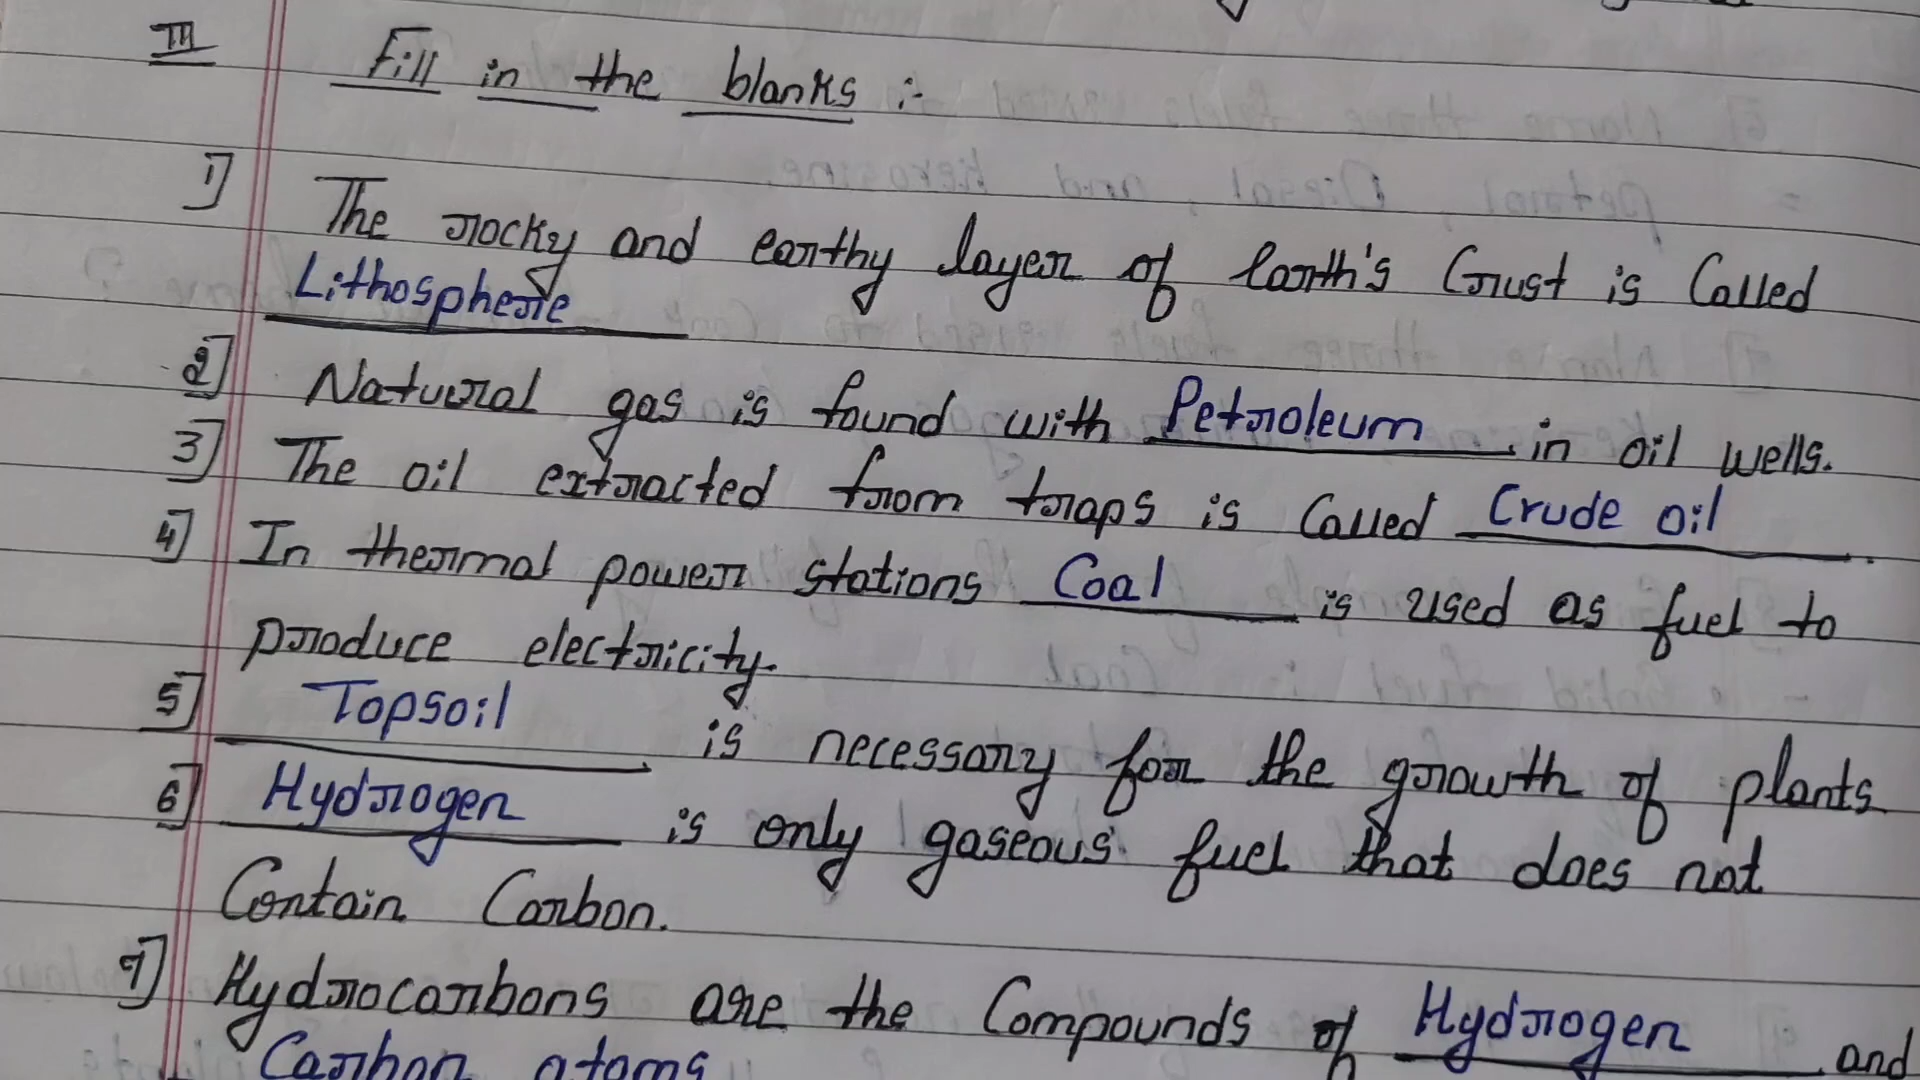 III Fill in the blanks :-
1] The rocky and earthy layer of Earth's Crust is Called
Lithosphere
2] Natural gas is found with Petroleum in oil wells.
3] The oil extracted from traps is Called Crude oil.
4] In thermal power stations Coal is used as fuel to
produce electricity.
5] Topsoil is necessary for the growth of plants
6] Hydrogen is only gaseous fuel that does not
Contain Carbon.
7] Hydrocarbons are the Compounds of Hydrogen and
Carbon atoms